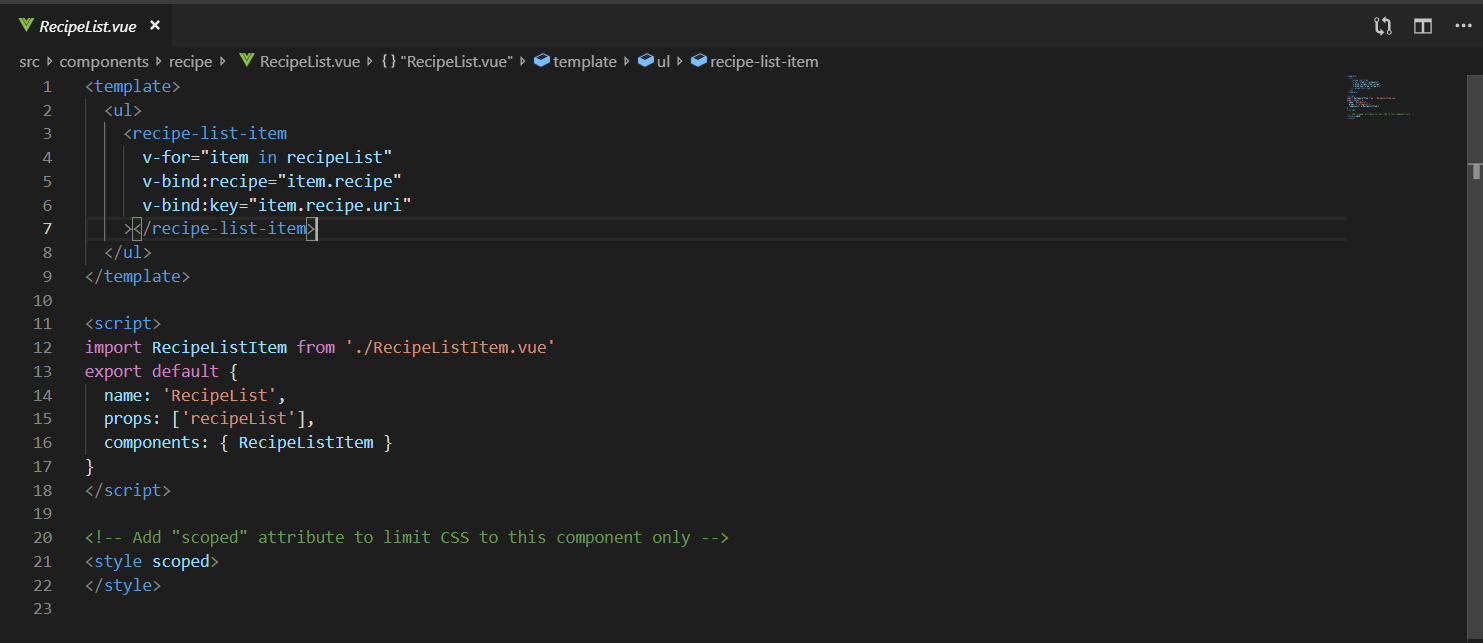 RecipeList.vue ×
src components recipe RecipeList.vue {} "RecipeList.vue" template ul recipe-list-item
1 <template>
2 <ul>
3 <recipe-list-item
4 v-for="item in recipeList"
5 v-bind:recipe="item.recipe"
6 v-bind:key="item.recipe.uri"
7 ></recipe-list-item>
8 </ul>
9 </template>
10
11 <script>
12 import RecipeListItem from './RecipeListItem.vue'
13 export default {
14 name: 'RecipeList',
15 props: ['recipeList'],
16 components: { RecipeListItem }
17 }
18 </script>
19
20 <!-- Add "scoped" attribute to limit CSS to this component only -->
21 <style scoped>
22 </style>
23